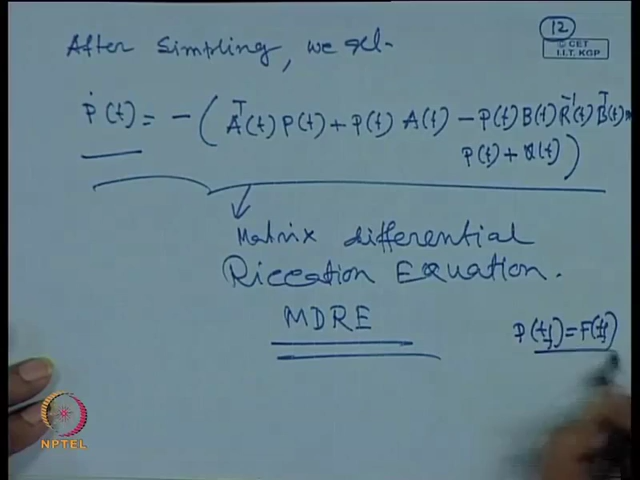 12
© CET
I.I.T. KGP
After Simpling, we get
Ṗ(t) = - (Aᵀ(t) P(t) + P(t) A(t) - P(t) B(t) R⁻¹(t) Bᵀ(t)
P(t) + Q(t))
Matrix differential
Riccation Equation.
MDRE
P(tf) = F(tf)
NPTEL